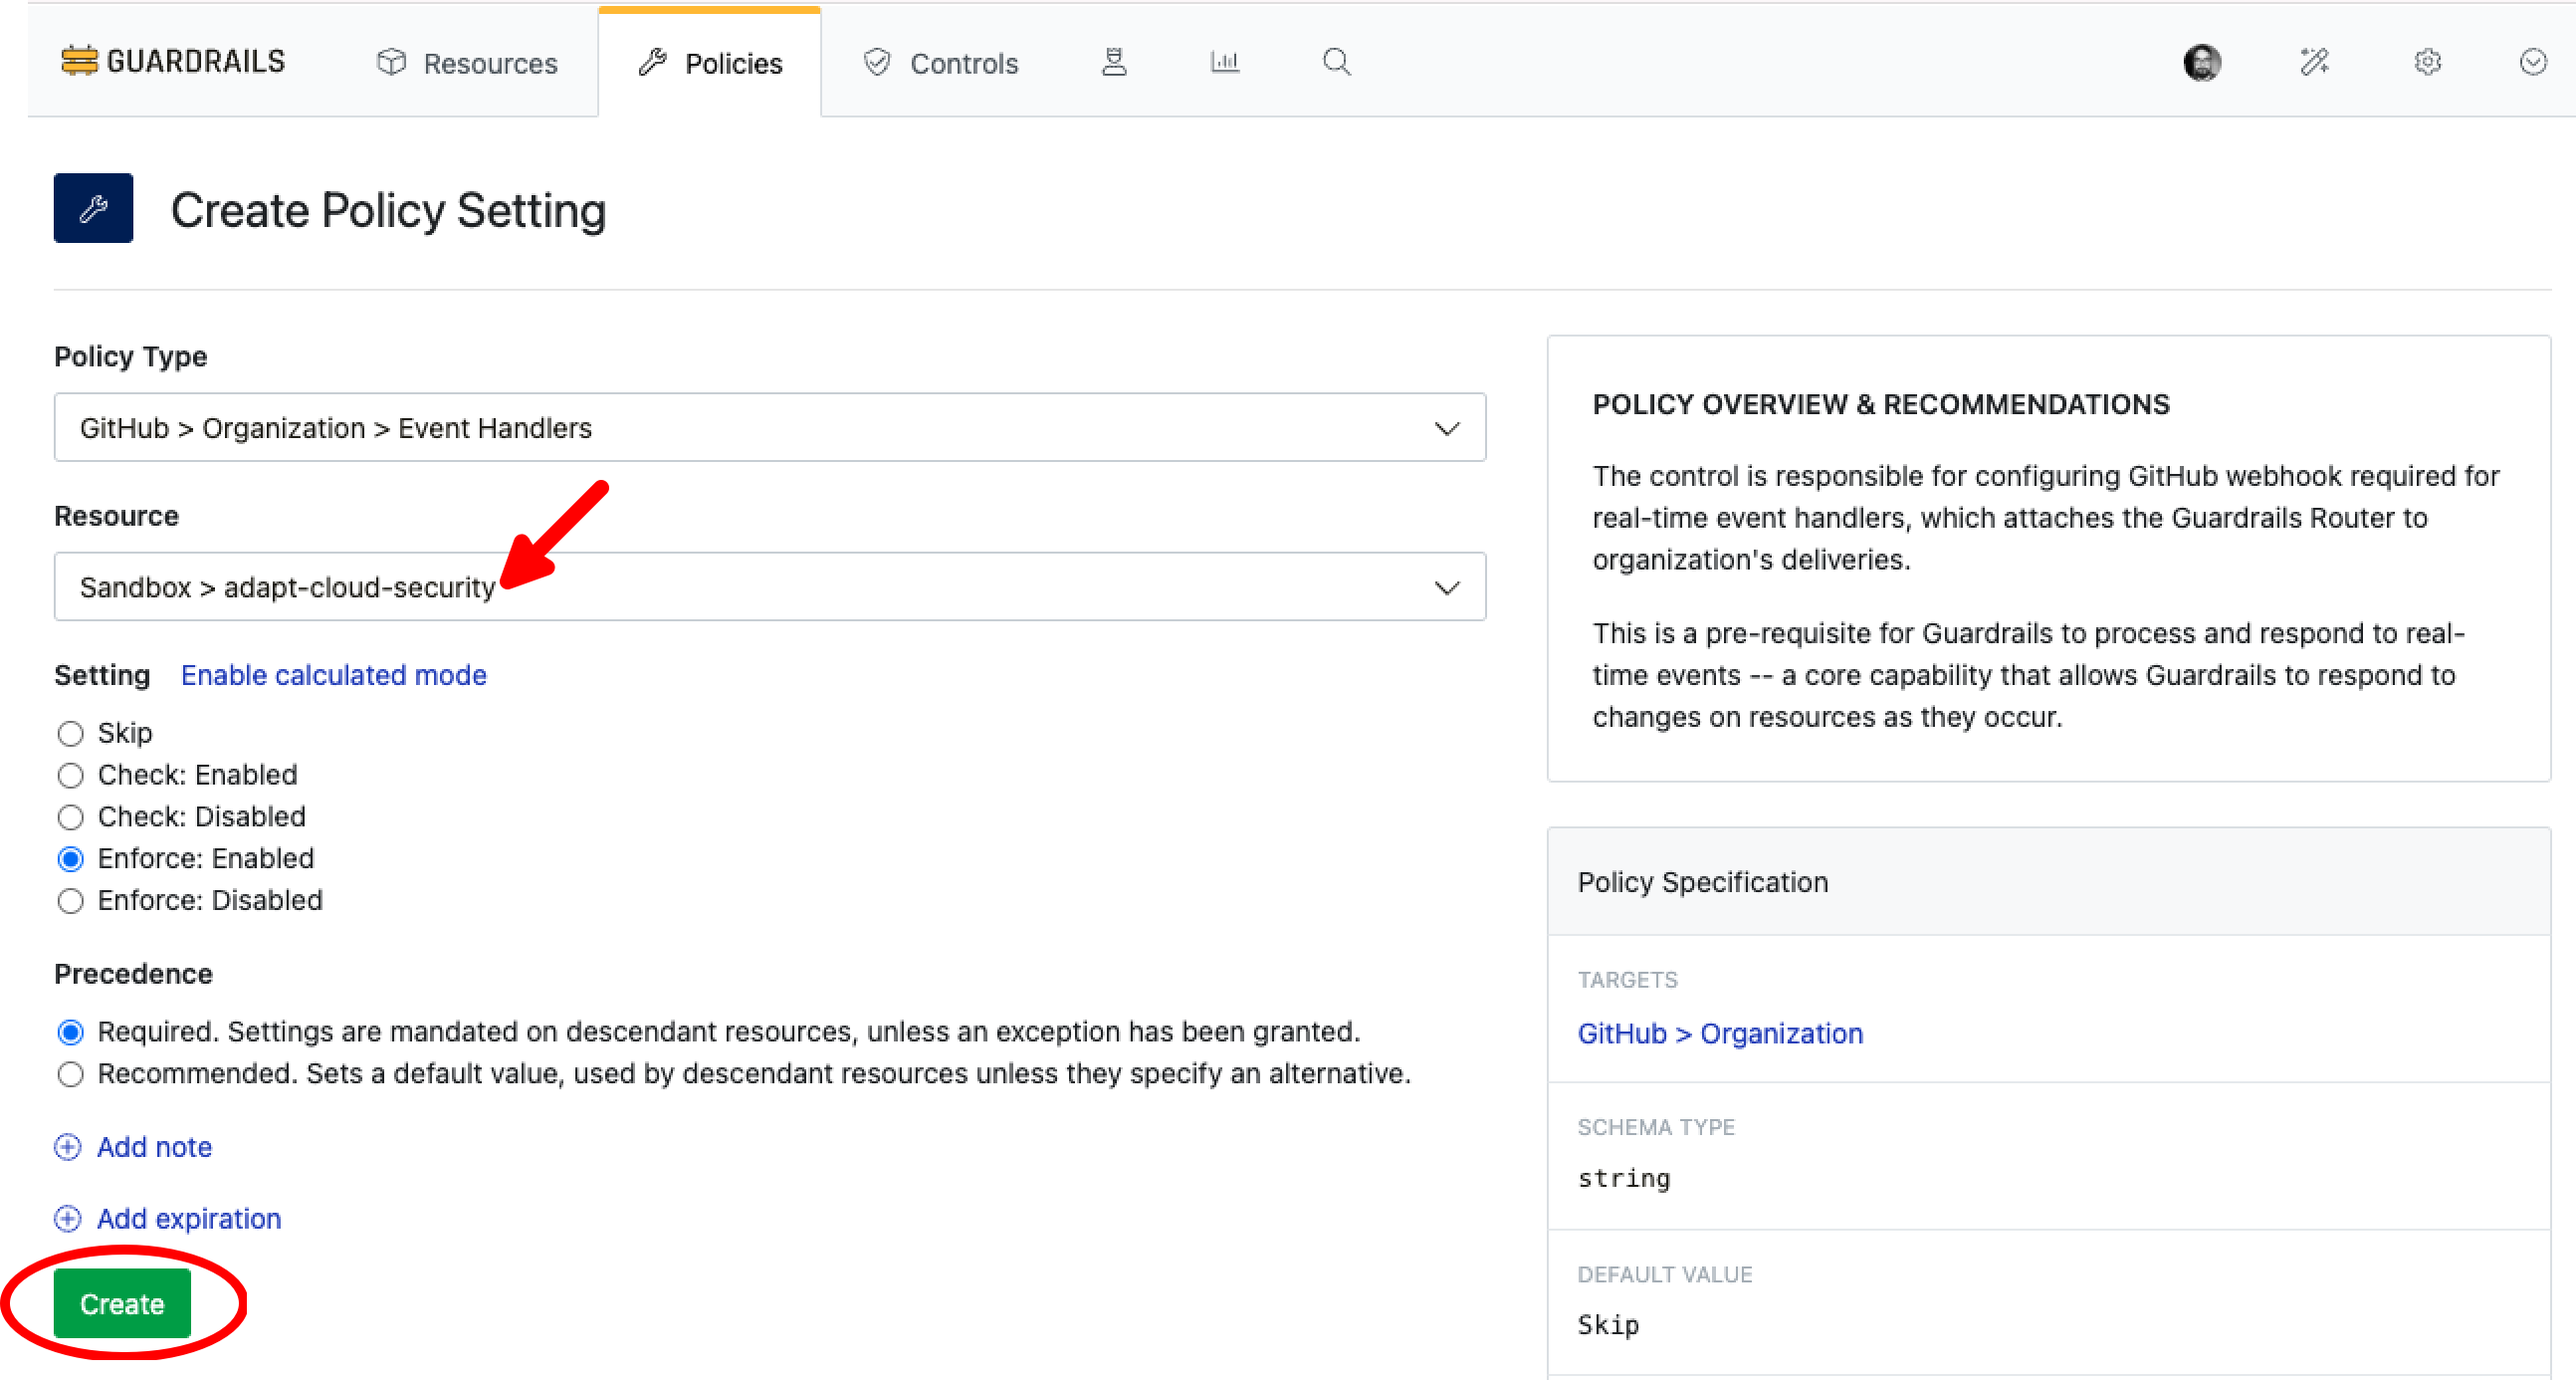 GUARDRAILS
Resources
Policies
Controls
Create Policy Setting
Policy Type
GitHub > Organization > Event Handlers
Resource
Sandbox > adapt-cloud-security
Setting Enable calculated mode
Skip
Check: Enabled
Check: Disabled
Enforce: Enabled
Enforce: Disabled
Precedence
Required. Settings are mandated on descendant resources, unless an exception has been granted.
Recommended. Sets a default value, used by descendant resources unless they specify an alternative.
Add note
Add expiration
Create
POLICY OVERVIEW & RECOMMENDATIONS
The control is responsible for configuring GitHub webhook required for
real-time event handlers, which attaches the Guardrails Router to
organization's deliveries.
This is a pre-requisite for Guardrails to process and respond to real-
time events -- a core capability that allows Guardrails to respond to
changes on resources as they occur.
Policy Specification
TARGETS
GitHub > Organization
SCHEMA TYPE
string
DEFAULT VALUE
Skip